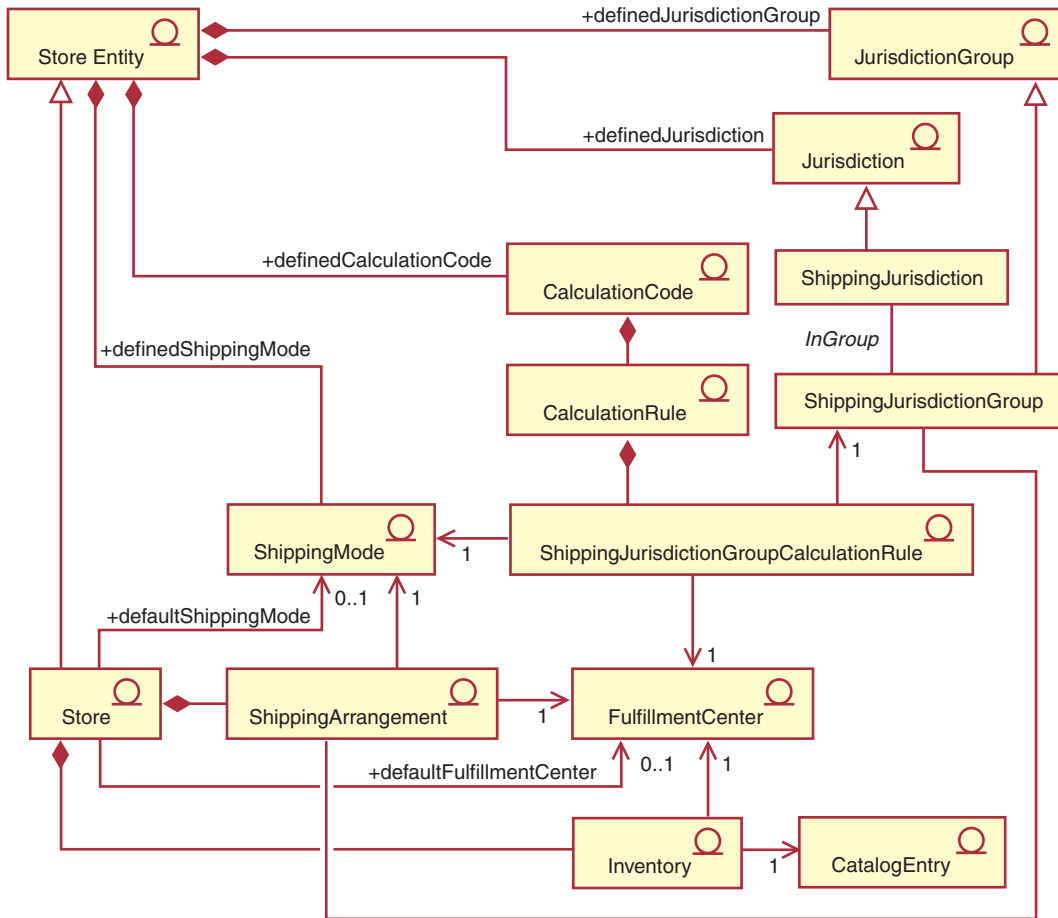 +definedJurisdictionGroup
Store Entity
JurisdictionGroup
+definedJurisdiction
Jurisdiction
+definedCalculationCode
ShippingJurisdiction
CalculationCode
InGroup
+definedShippingMode
ShippingJurisdictionGroup
CalculationRule
1
ShippingMode
1
ShippingJurisdictionGroupCalculationRule
0..1
1
+defaultShippingMode
1
Store
ShippingArrangement
1
FulfillmentCenter
+defaultFulfillmentCenter
0..1
1
Inventory
1
CatalogEntry